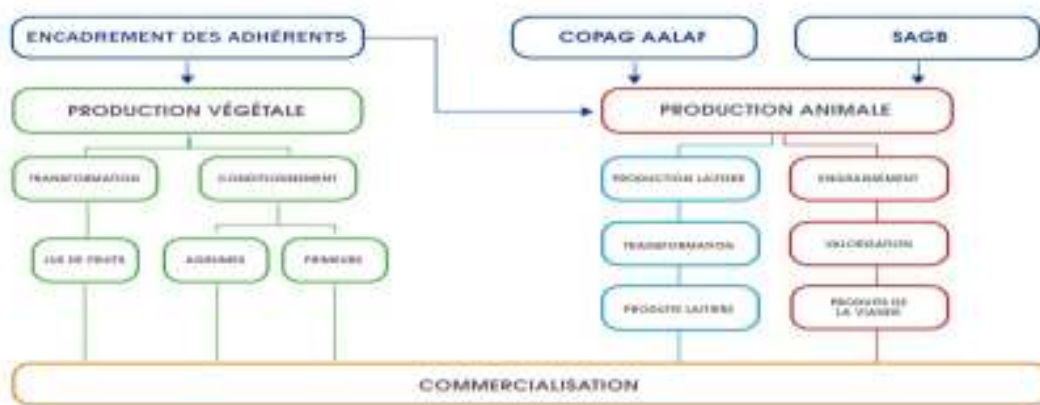 ENCADREMENT DES ADHÉRENTS
COPAG AALAF
SAGB
PRODUCTION VÉGÉTALE
PRODUCTION ANIMALE
TRANSFORMATION
CONDITIONNEMENT
PRODUCTION LAITIERE
ENGRAISSEMENT
JUS DE FRUITS
AGRUMES
PRIMEURS
TRANSFORMATION
VALORISATION
PRODUITS LAITIERS
PRODUITS DE
LA VIANDE
COMMERCIALISATION